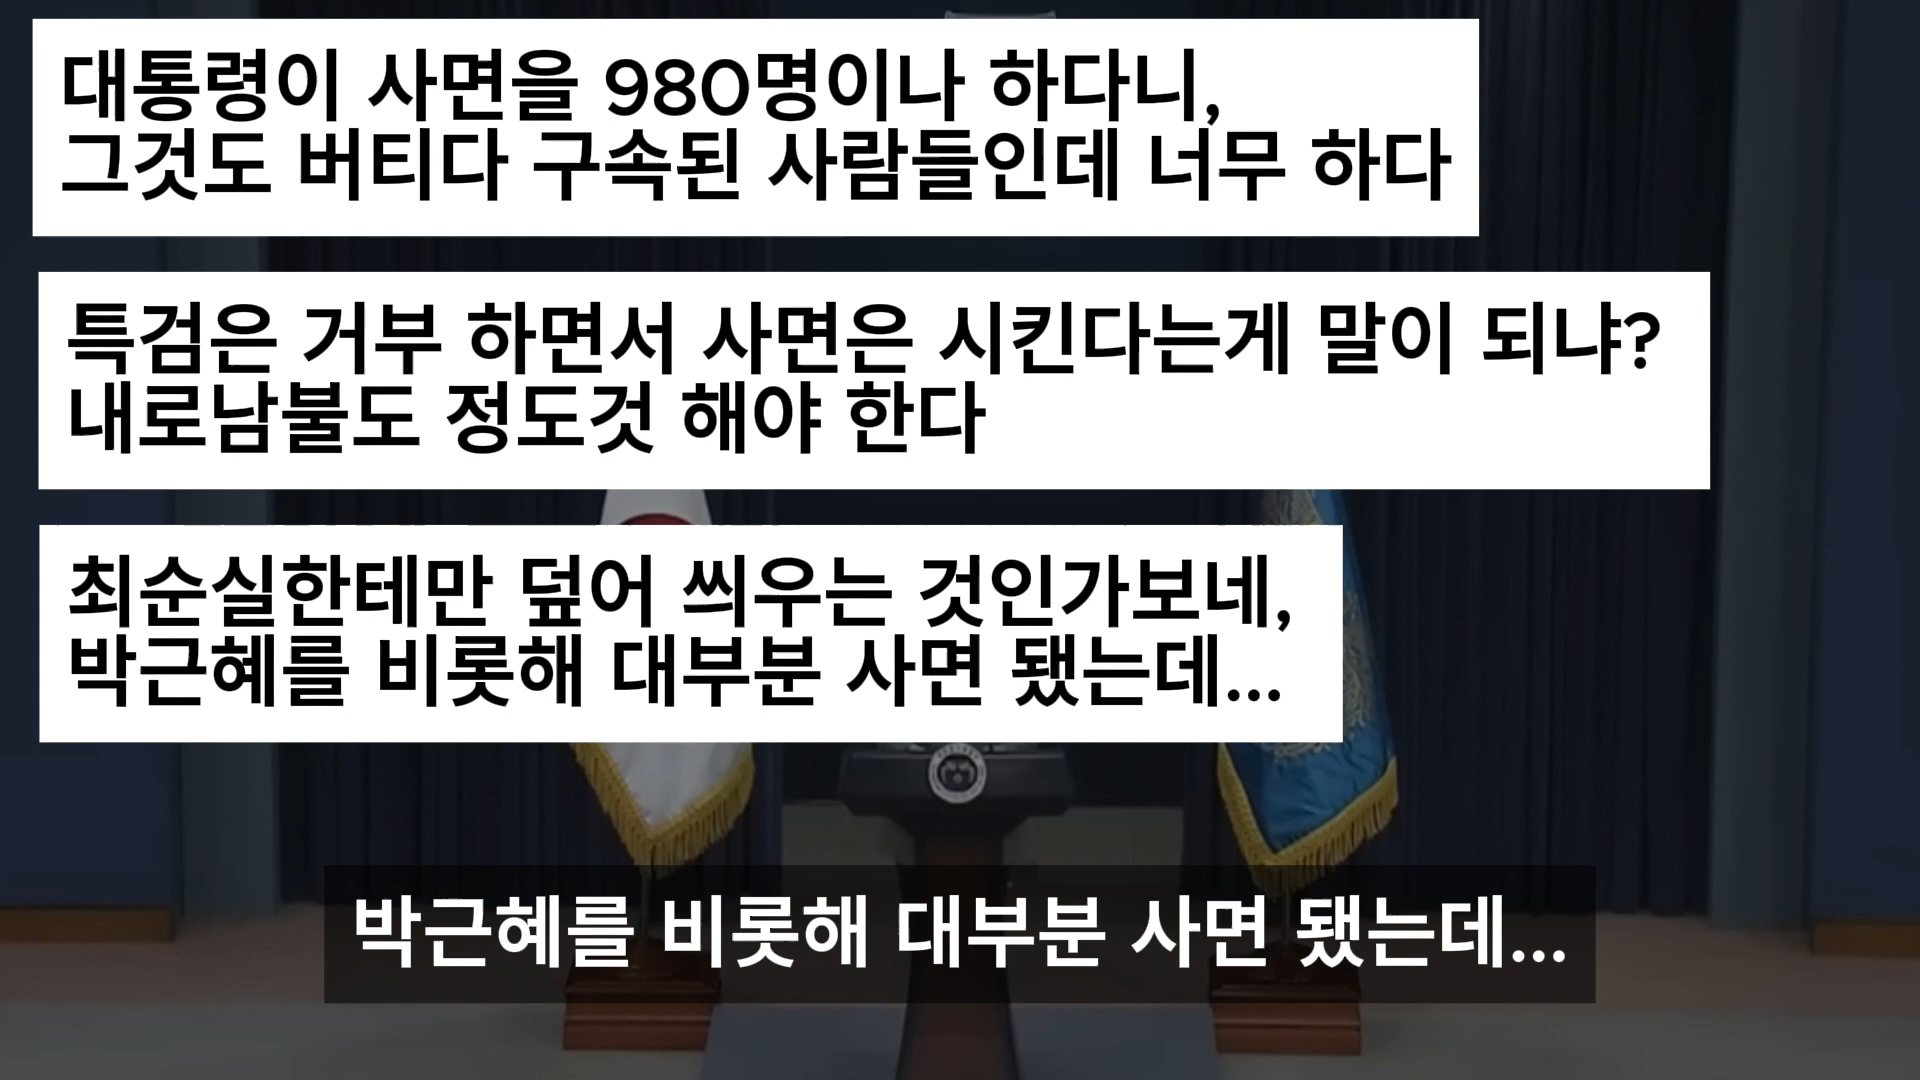 대통령이 사면을 980명이나 하다니,
그것도 버티다 구속된 사람들인데 너무 하다
특검은 거부 하면서 사면은 시킨다는게 말이 되냐?
내로남불도 정도것 해야 한다
최순실한테만 덮어 씌우는 것인가보네,
박근혜를 비롯해 대부분 사면 됐는데...
박근혜를 비롯해 대부분 사면 됐는데...